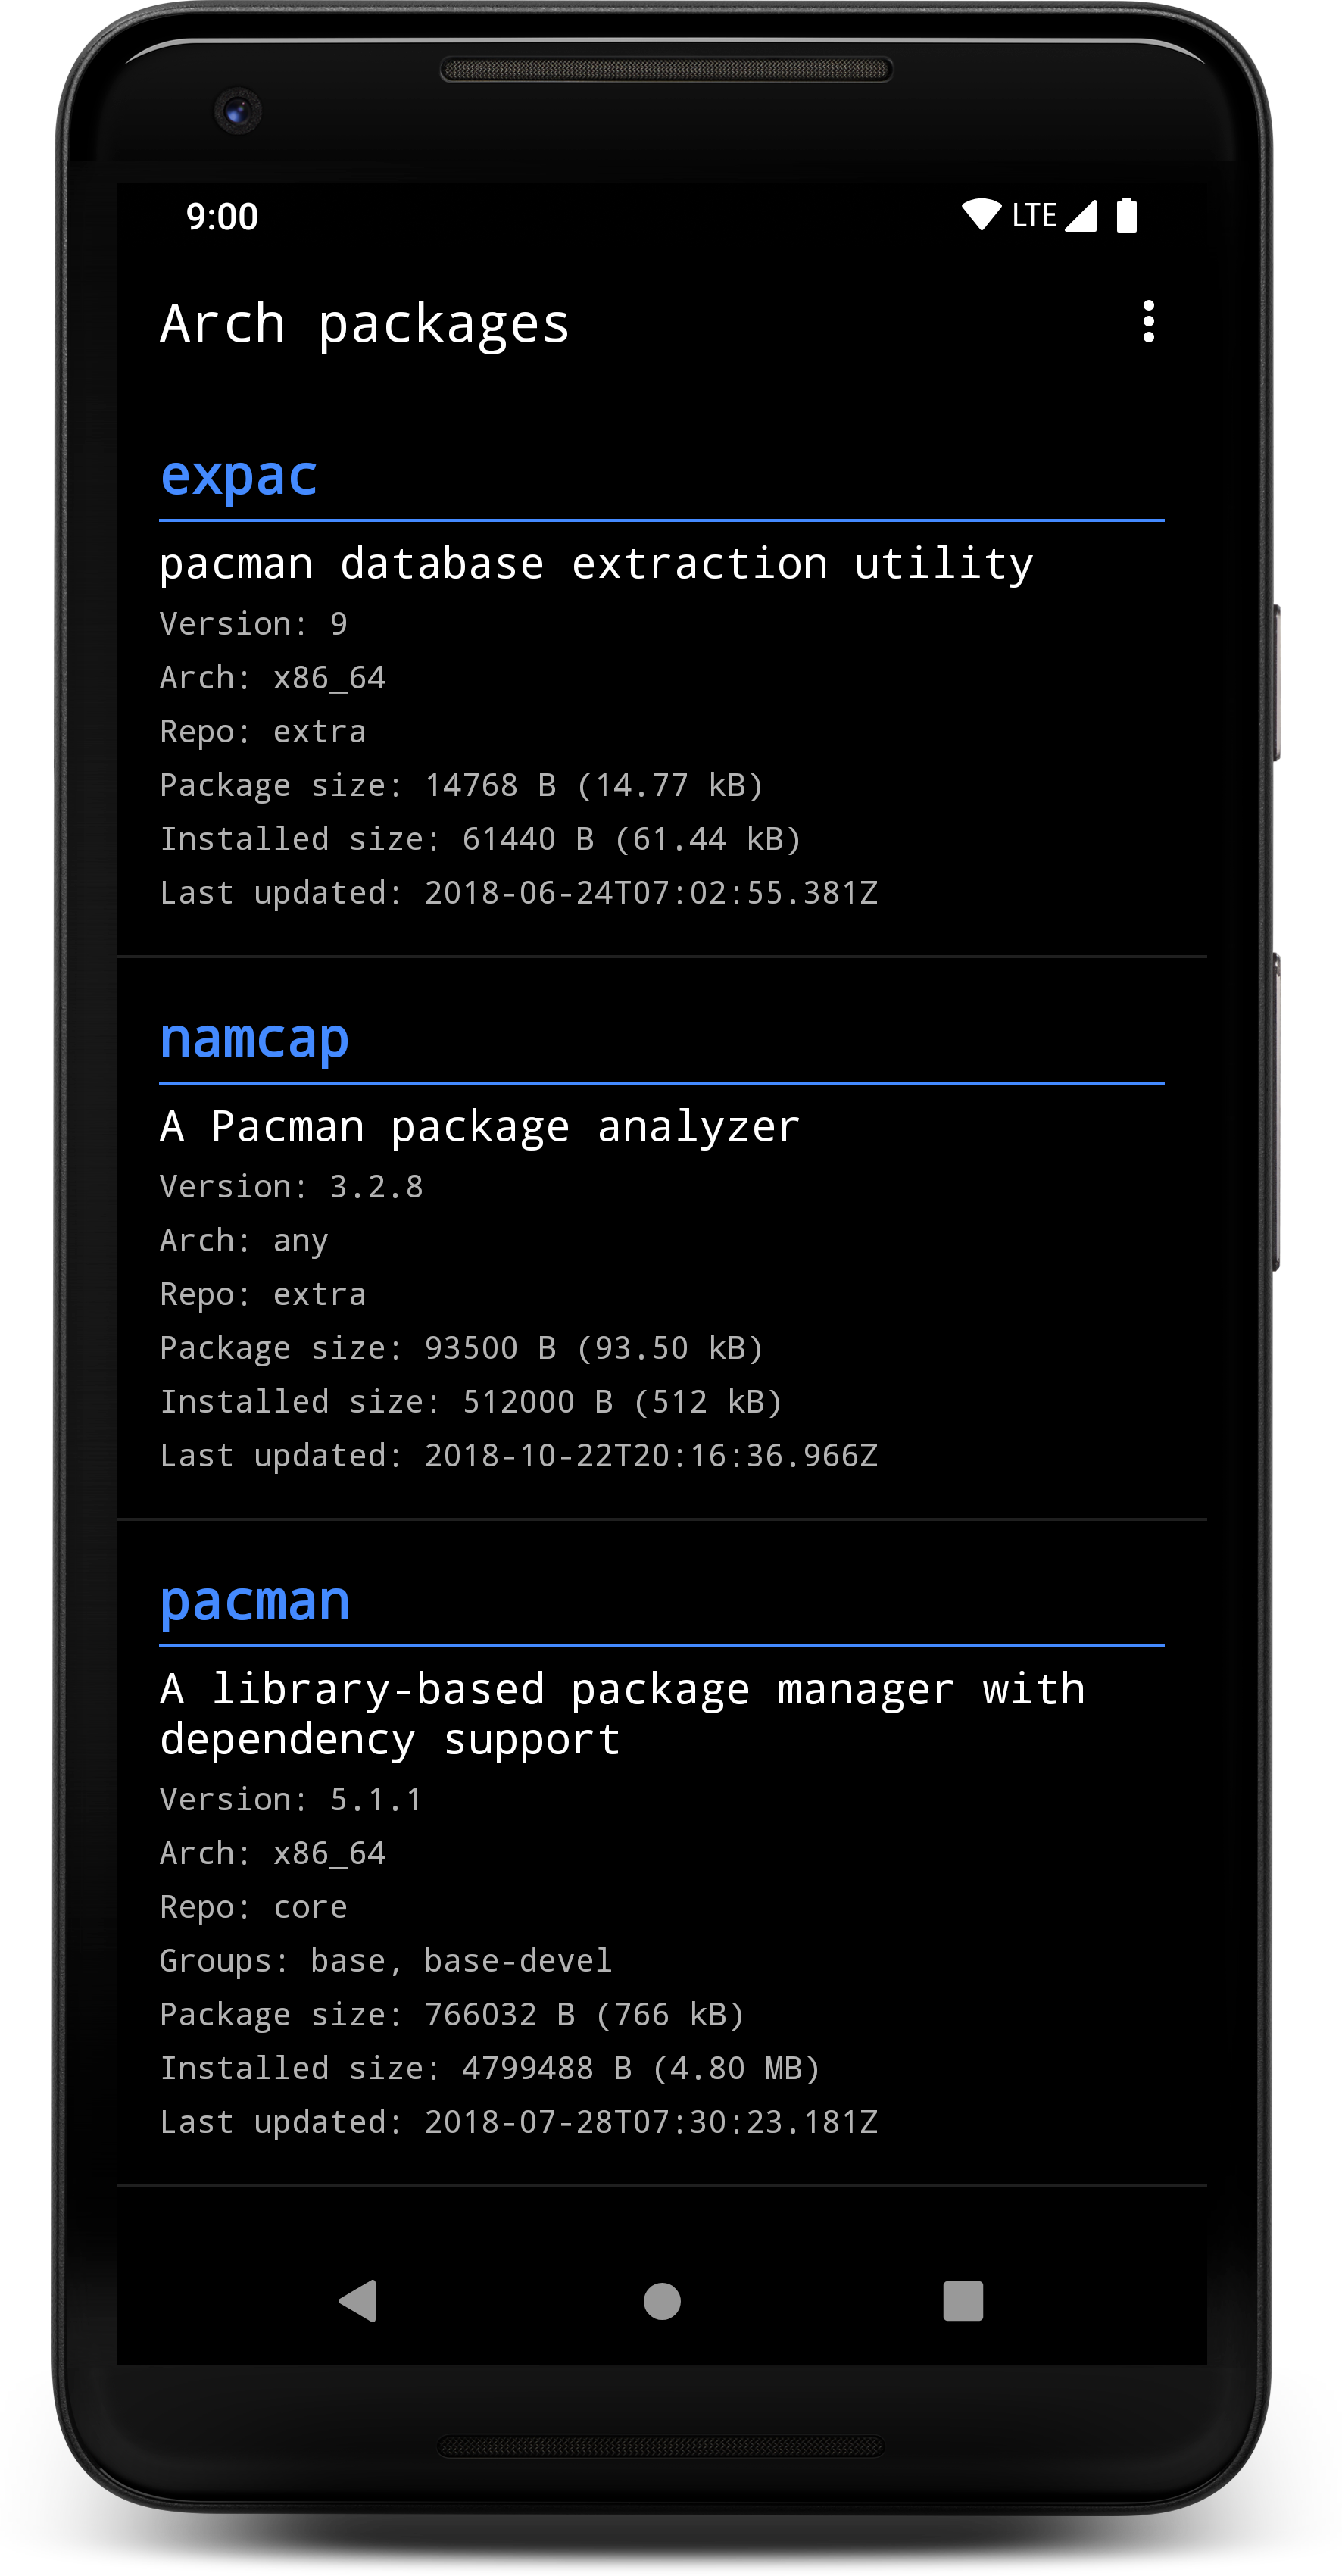 9:00 LTE
Arch packages
expac
pacman database extraction utility
Version: 9
Arch: x86_64
Repo: extra
Package size: 14768 B (14.77 kB)
Installed size: 61440 B (61.44 kB)
Last updated: 2018-06-24T07:02:55.381Z
namcap
A Pacman package analyzer
Version: 3.2.8
Arch: any
Repo: extra
Package size: 93500 B (93.50 kB)
Installed size: 512000 B (512 kB)
Last updated: 2018-10-22T20:16:36.966Z
pacman
A library-based package manager with
dependency support
Version: 5.1.1
Arch: x86_64
Repo: core
Groups: base, base-devel
Package size: 766032 B (766 kB)
Installed size: 4799488 B (4.80 MB)
Last updated: 2018-07-28T07:30:23.181Z